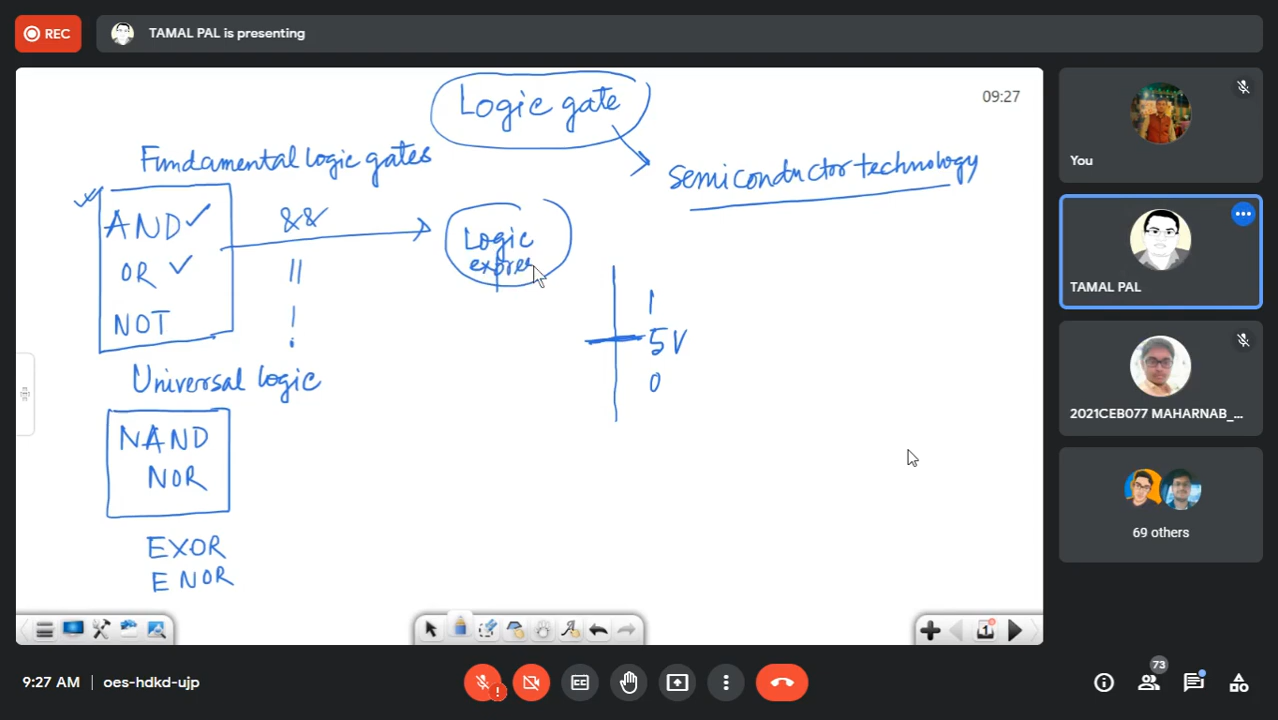 REC
TAMAL PAL is presenting
Logic gate
09:27
Fundamental logic gates
Semiconductor technology
AND &&
OR ||
NOT !
Logic
expres
1
5V
0
Universal logic
NAND
NOR
EXOR
ENOR
You
TAMAL PAL
2021CEB077 MAHARNAB_...
69 others
1
9:27 AM | oes-hdkd-ujp
73